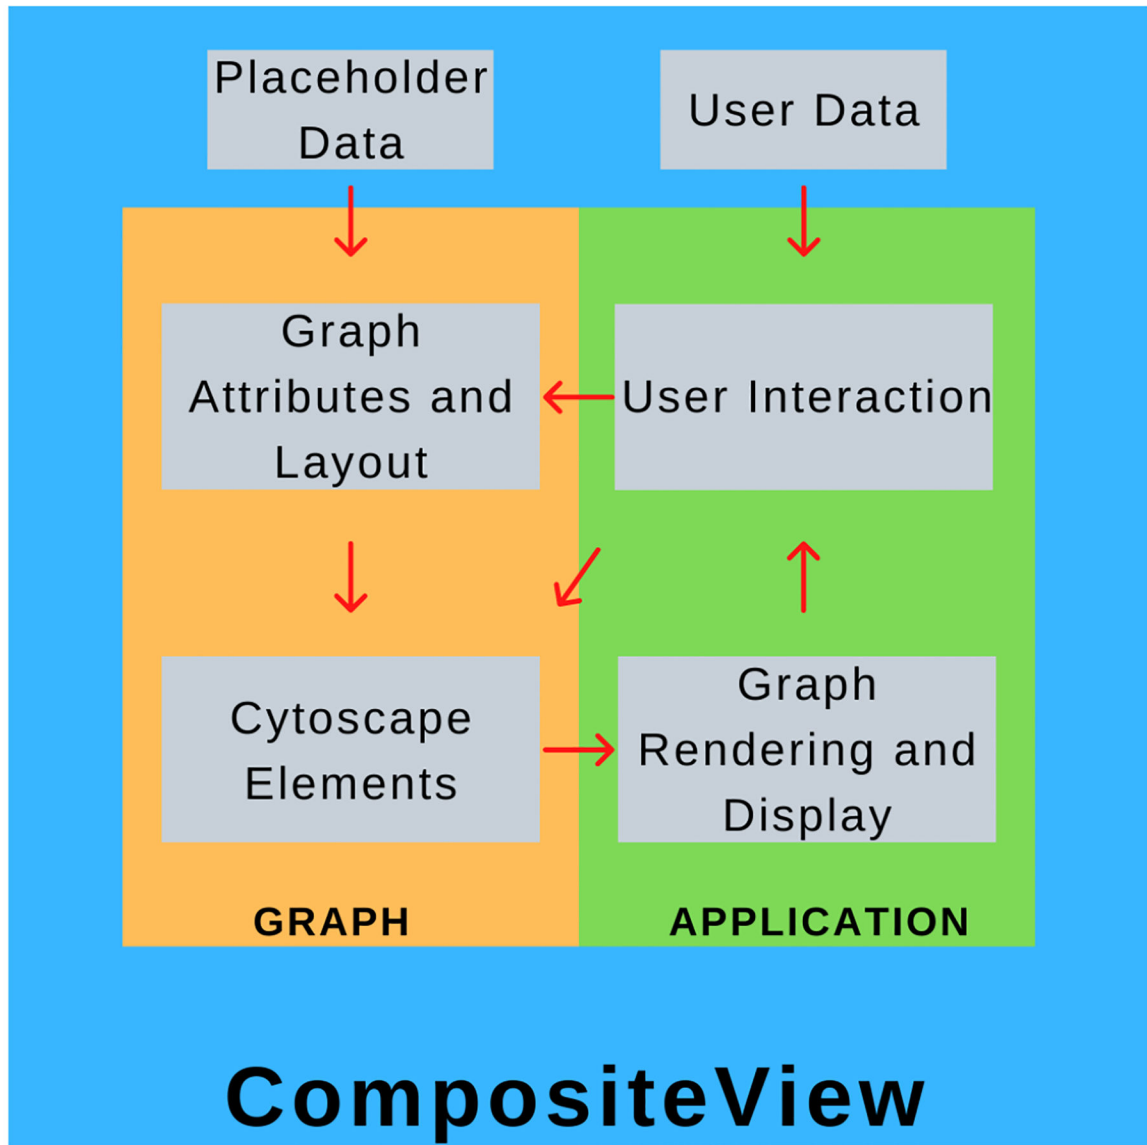 Placeholder
Data
User Data
Graph
Attributes and
Layout
User Interaction
Cytoscape
Elements
Graph
Rendering and
Display
GRAPH
APPLICATION
CompositeView